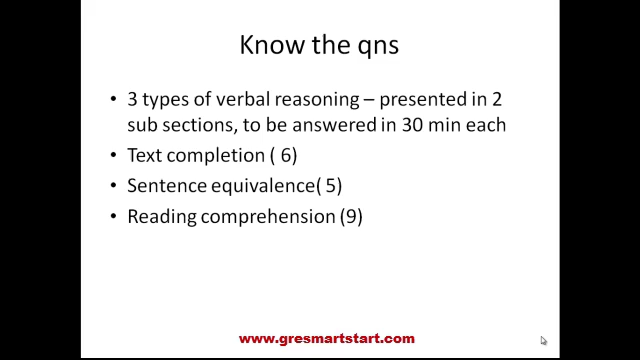 Know the qns
• 3 types of verbal reasoning – presented in 2
sub sections, to be answered in 30 min each
• Text completion ( 6)
• Sentence equivalence( 5)
• Reading comprehension (9)
www.gresmartstart.com